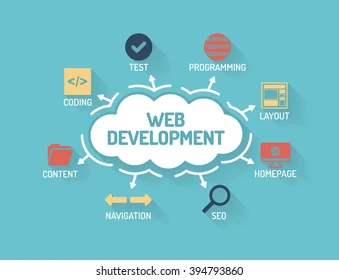 TEST
PROGRAMMING
</>
CODING
WEB
DEVELOPMENT
LAYOUT
CONTENT
HOMEPAGE
NAVIGATION
SEO
shutterstock.com · 394793860